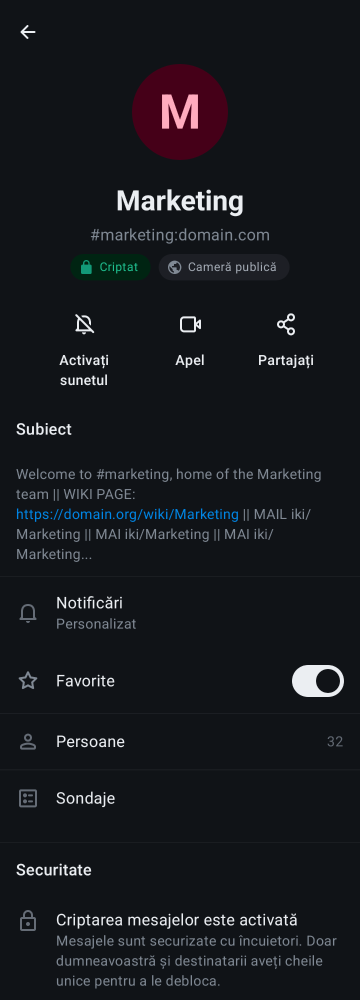 M
Marketing
#marketing:domain.com
Criptat
Cameră publică
Activați
sunetul
Apel
Partajați
Subiect
Welcome to #marketing, home of the Marketing
team || WIKI PAGE:
https://domain.org/wiki/Marketing || MAIL iki/
Marketing || MAI iki/Marketing || MAI iki/
Marketing...
Notificări
Personalizat
Favorite
Persoane 32
Sondaje
Securitate
Criptarea mesajelor este activată
Mesajele sunt securizate cu încuietori. Doar
dumneavoastră și destinatarii aveți cheile
unice pentru a le debloca.